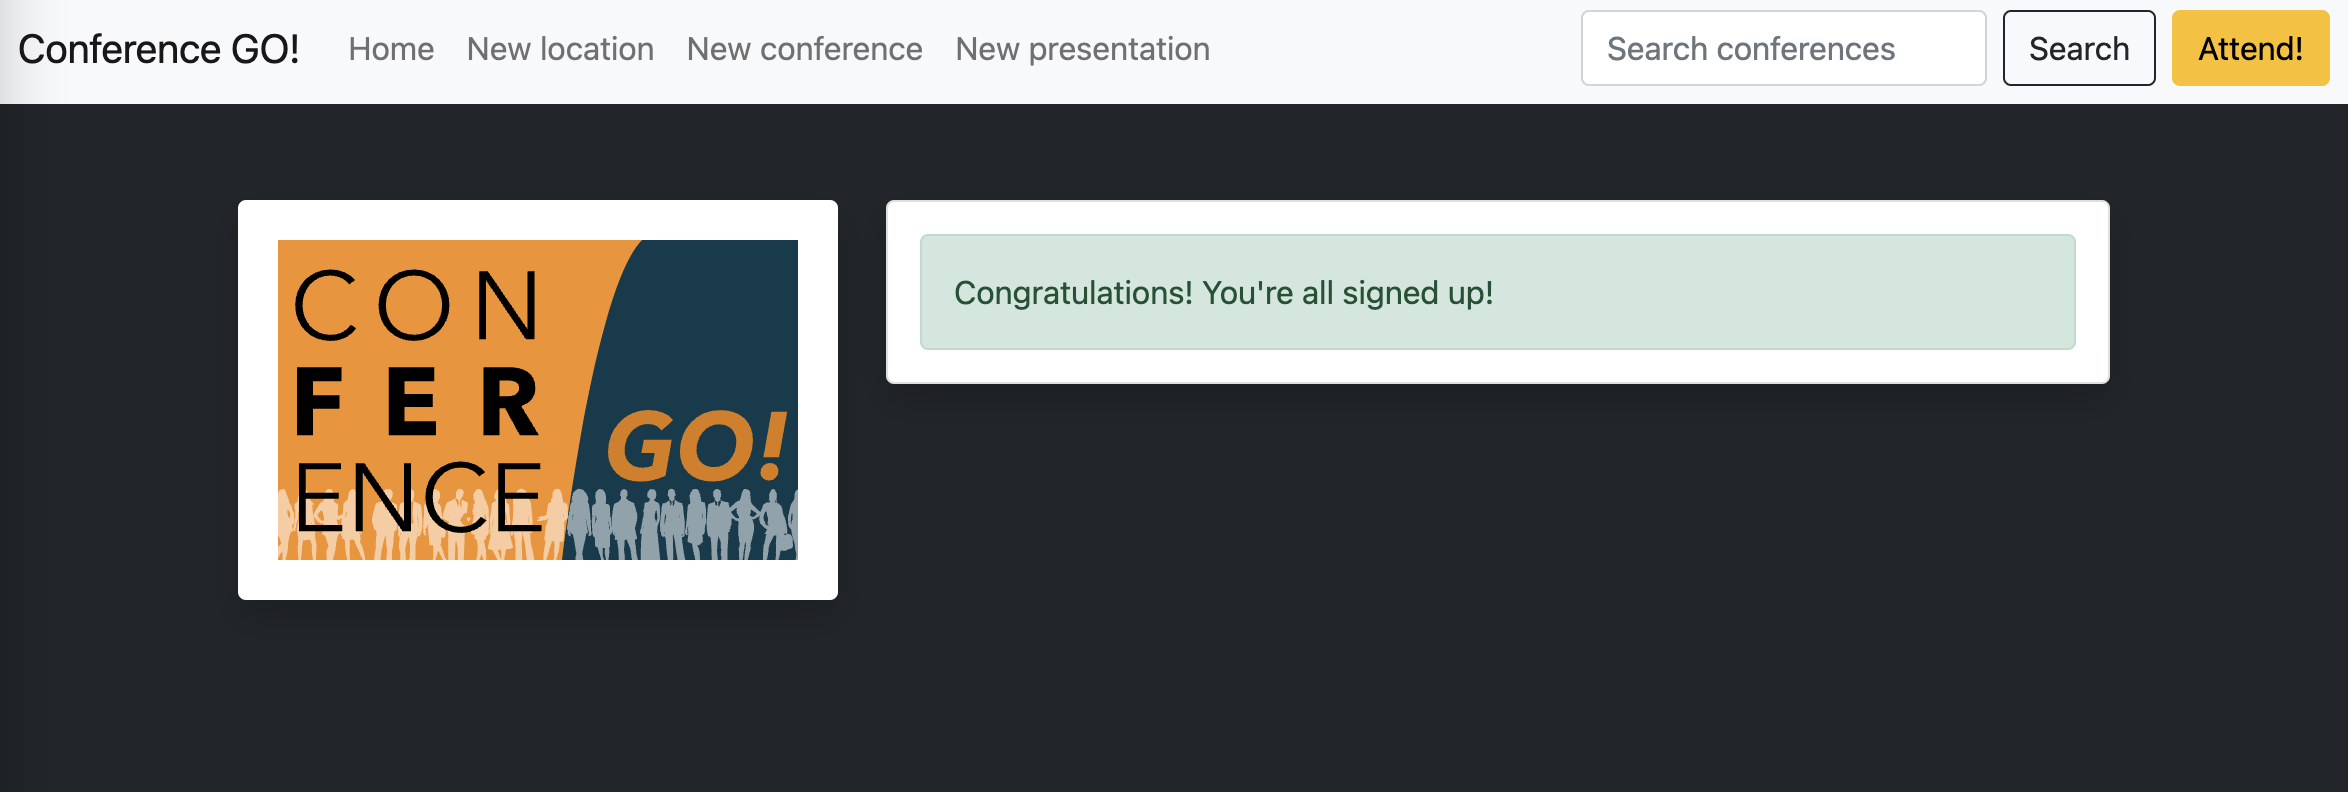 Conference GO!
Home
New location
New conference
New presentation
Search conferences
Search
Attend!
CON
FER
ENCE
GO!
Congratulations! You're all signed up!